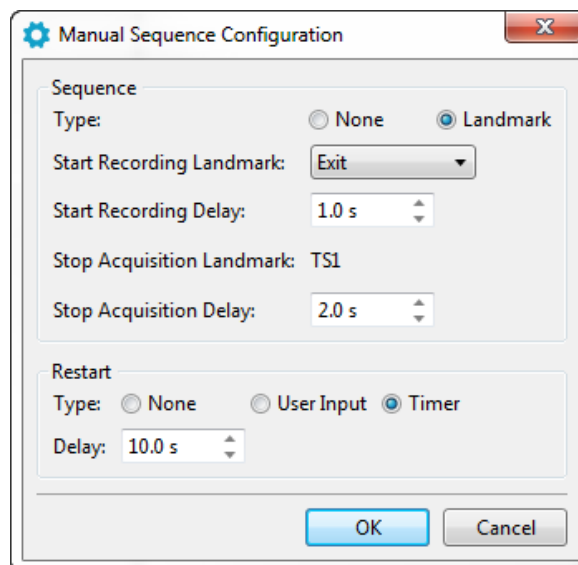 Manual Sequence Configuration
Sequence
Type: None Landmark
Start Recording Landmark: Exit
Start Recording Delay: 1.0 s
Stop Acquisition Landmark: TS1
Stop Acquisition Delay: 2.0 s
Restart
Type: None User Input Timer
Delay: 10.0 s
OK Cancel